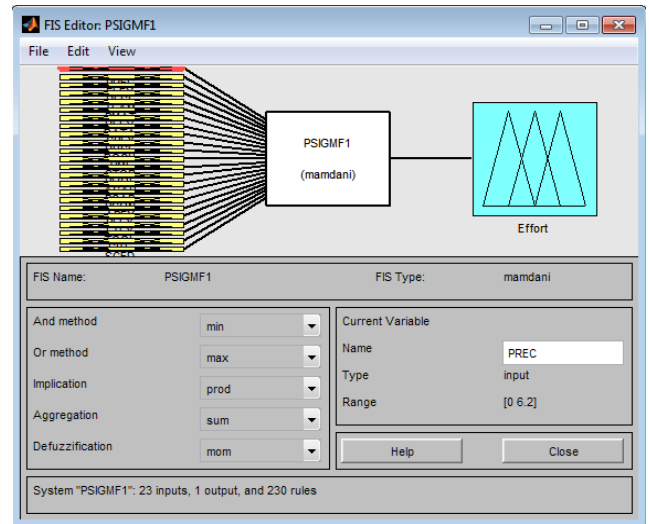 FIS Editor: PSIGMF1
File Edit View
PSIGMF1
(mamdani)
Effort
FIS Name: PSIGMF1 FIS Type: mamdani
And method min
Or method max
Implication prod
Aggregation sum
Defuzzification mom
Current Variable
Name PREC
Type input
Range [0 6.2]
Help Close
System "PSIGMF1": 23 inputs, 1 output, and 230 rules